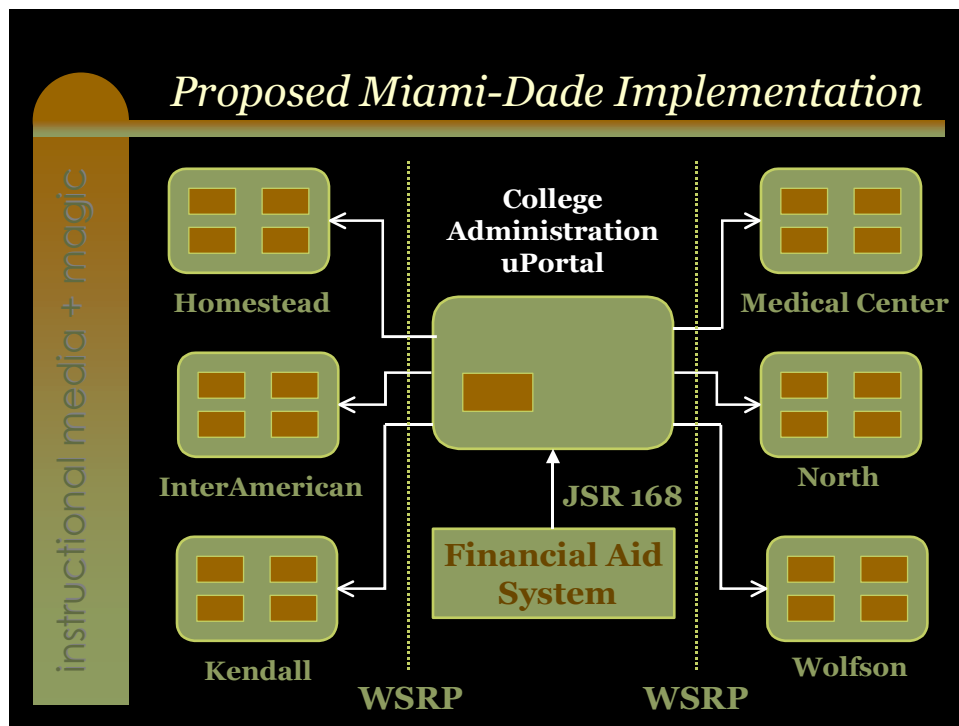 Proposed Miami-Dade Implementation
instructional media + magic
College
Administration
uPortal
Homestead
Medical Center
InterAmerican
North
JSR 168
Financial Aid
System
Kendall
Wolfson
WSRP
WSRP